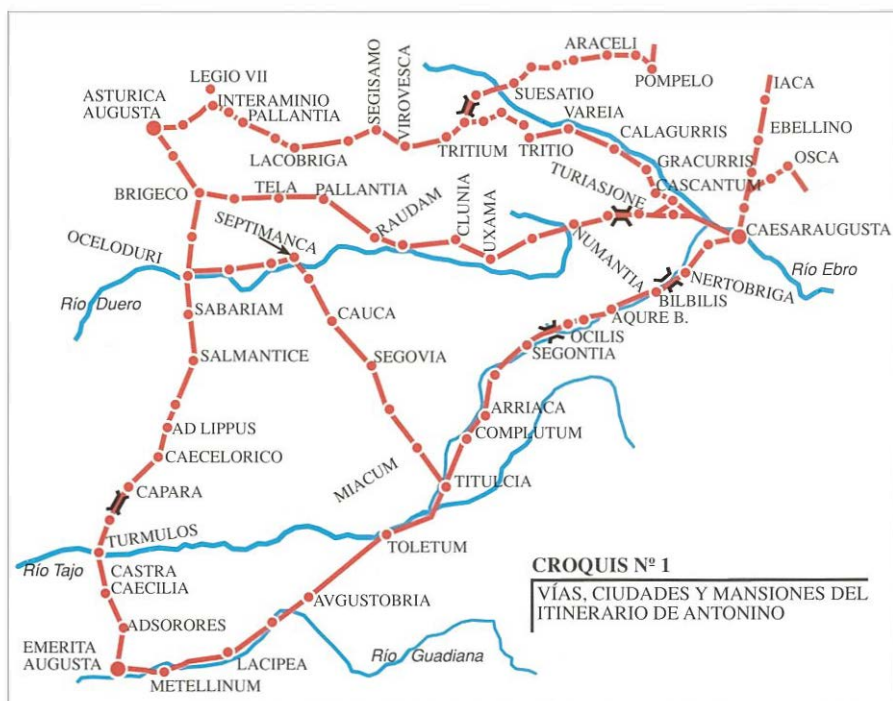 ARACELI
POMPELO
LEGIO VII
INTERAMINIO
PALLANTIA
ASTURICA
AUGUSTA
SEGISAMO
VIROVESCA
SUESATIO
IACA
VAREIA
CALAGURRIS
EBELLINO
OSCA
LACOBRIGA
TRITIUM
TRITIO
GRACURRIS
CASCANTUM
TURIASJONE
BRIGECO
TELA
PALLANTIA
RAUDAM
CLUNIA
UXAMA
SEPTIMANCA
NUMANTIA
CAESARAUGUSTA
OCELODURI
Río Ebro
NERTOBRIGA
BILBILIS
Río Duero
SABARIAM
CAUCA
AQURE B.
OCILIS
SEGONTIA
SALMANTICE
SEGOVIA
ARRIACA
COMPLUTUM
AD LIPPUS
CAECELORICO
MIACUM
TITULCIA
CAPARA
TURMULOS
TOLETUM
Río Tajo
CASTRA
CAECILIA
AVGUSTOBRIA
ADSORORES
EMERITA
AUGUSTA
LACIPEA
Río Guadiana
METELLINUM
CROQUIS Nº 1
VÍAS, CIUDADES Y MANSIONES DEL
ITINERARIO DE ANTONINO